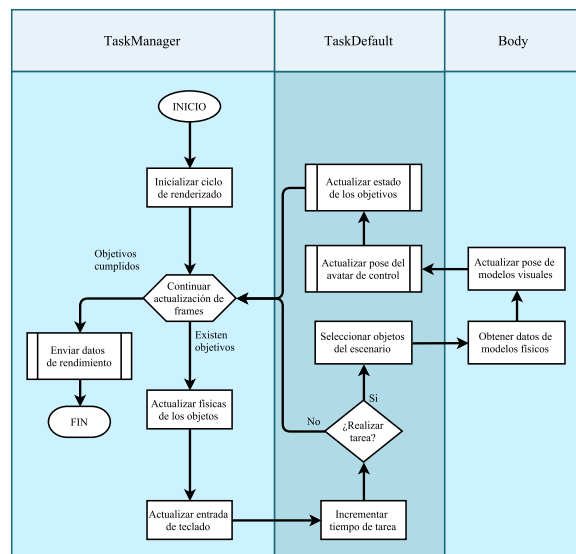 TaskManager
TaskDefault
Body
INICIO
Inicializar ciclo
de renderizado
Objetivos
cumplidos
Continuar
actualización de
frames
Enviar datos
de rendimiento
FIN
Existen
objetivos
Actualizar físicas
de los objetos
Actualizar entrada
de teclado
Incrementar
tiempo de tarea
¿Realizar
tarea?
No
Si
Seleccionar objetos
del escenario
Obtener datos de
modelos físicos
Actualizar pose de
modelos visuales
Actualizar pose del
avatar de control
Actualizar estado
de los objetivos